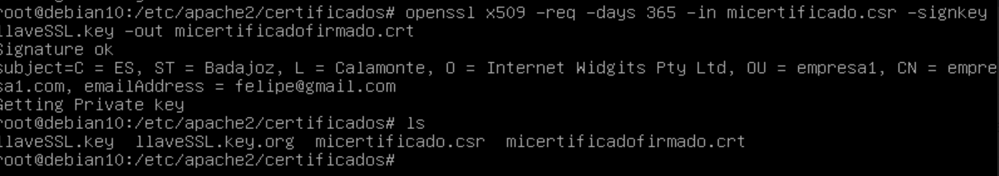 root@debian10:/etc/apache2/certificados# openssl x509 -req -days 365 -in micertificado.csr -signkey
llaveSSL.key -out micertificadofirmado.crt
Signature ok
subject=C = ES, ST = Badajoz, L = Calamonte, O = Internet Widgits Pty Ltd, OU = empresa1, CN = empre
sa1.com, emailAddress = felipe@gmail.com
Getting Private key
root@debian10:/etc/apache2/certificados# ls
llaveSSL.key  llaveSSL.key.org  micertificado.csr  micertificadofirmado.crt
root@debian10:/etc/apache2/certificados#